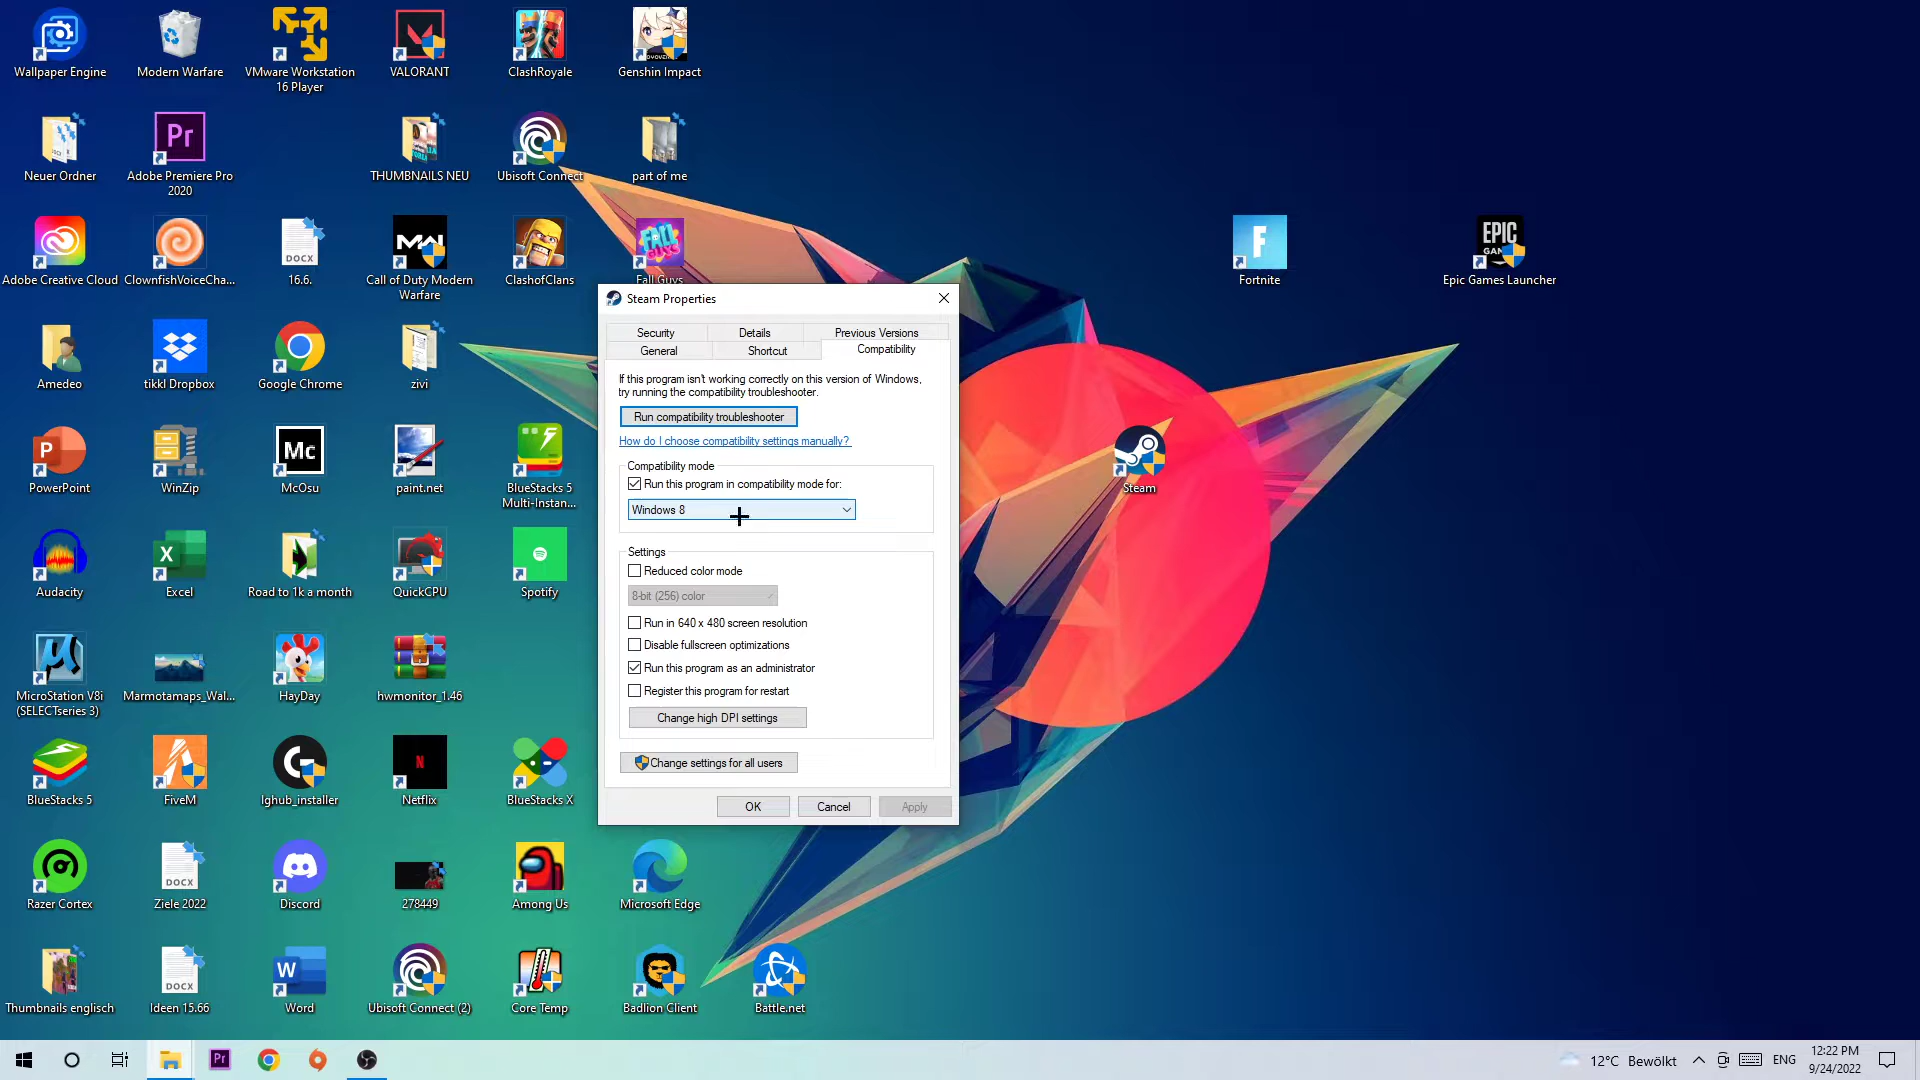 Wallpaper Engine
Modern Warfare
VMware Workstation
16 Player
VALORANT
ClashRoyale
Genshin Impact
Neuer Ordner
Adobe Premiere Pro
2020
THUMBNAILS NEU
Ubisoft Connect
part of me
Adobe Creative Cloud
ClownfishVoiceCha...
16.6.
Call of Duty Modern
Warfare
ClashofClans
Fall Guys
Fortnite
Epic Games Launcher
Amedeo
tikkl Dropbox
Google Chrome
zivi
PowerPoint
WinZip
McOsu
paint.net
BlueStacks 5
Multi-Instan...
Steam
Audacity
Excel
Road to 1k a month
QuickCPU
Spotify
MicroStation V8i
(SELECTseries 3)
Marmotamaps_Wal...
HayDay
hwmonitor_1.46
BlueStacks 5
FiveM
lghub_installer
Netflix
BlueStacks X
Razer Cortex
Ziele 2022
Discord
278449
Among Us
Microsoft Edge
Thumbnails englisch
Ideen 15.66
Word
Ubisoft Connect (2)
Core Temp
Badlion Client
Battle.net
Steam Properties
Security
Details
Previous Versions
General
Shortcut
Compatibility
If this program isn't working correctly on this version of Windows,
try running the compatibility troubleshooter.
Run compatibility troubleshooter
How do I choose compatibility settings manually?
Compatibility mode
Run this program in compatibility mode for:
Windows 8
Settings
Reduced color mode
8-bit (256) color
Run in 640 x 480 screen resolution
Disable fullscreen optimizations
Run this program as an administrator
Register this program for restart
Change high DPI settings
Change settings for all users
OK
Cancel
Apply
12°C Bewölkt
ENG
12:22 PM
9/24/2022